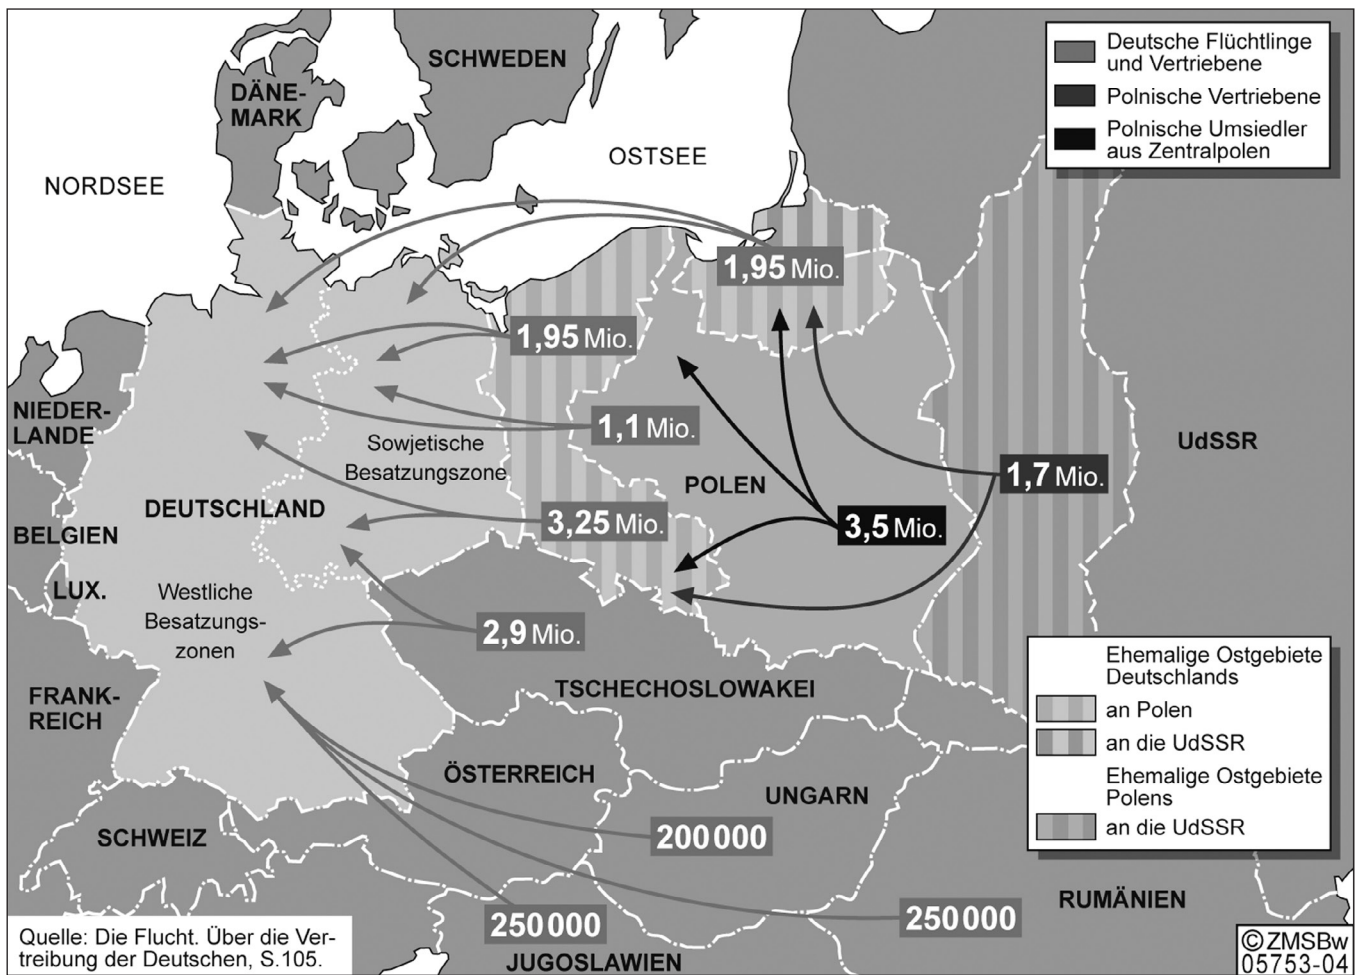 SCHWEDEN
DÄNE-
MARK
NORDSEE
OSTSEE
Deutsche Flüchtlinge
und Vertriebene
Polnische Vertriebene
Polnische Umsiedler
aus Zentralpolen
1,95 Mio.
1,95 Mio.
NIEDER-
LANDE
1,1 Mio.
Sowjetische
Besatzungszone
UdSSR
POLEN
1,7 Mio.
DEUTSCHLAND
3,25 Mio.
3,5 Mio.
BELGIEN
LUX.
Westliche
Besatzungs-
zonen
2,9 Mio.
FRANK-
REICH
TSCHECHOSLOWAKEI
Ehemalige Ostgebiete
Deutschlands
an Polen
an die UdSSR
Ehemalige Ostgebiete
Polens
an die UdSSR
ÖSTERREICH
UNGARN
SCHWEIZ
200 000
RUMÄNIEN
250 000
250 000
JUGOSLAWIEN
Quelle: Die Flucht. Über die Ver-
treibung der Deutschen, S.105.
©ZMSBw
05753-04